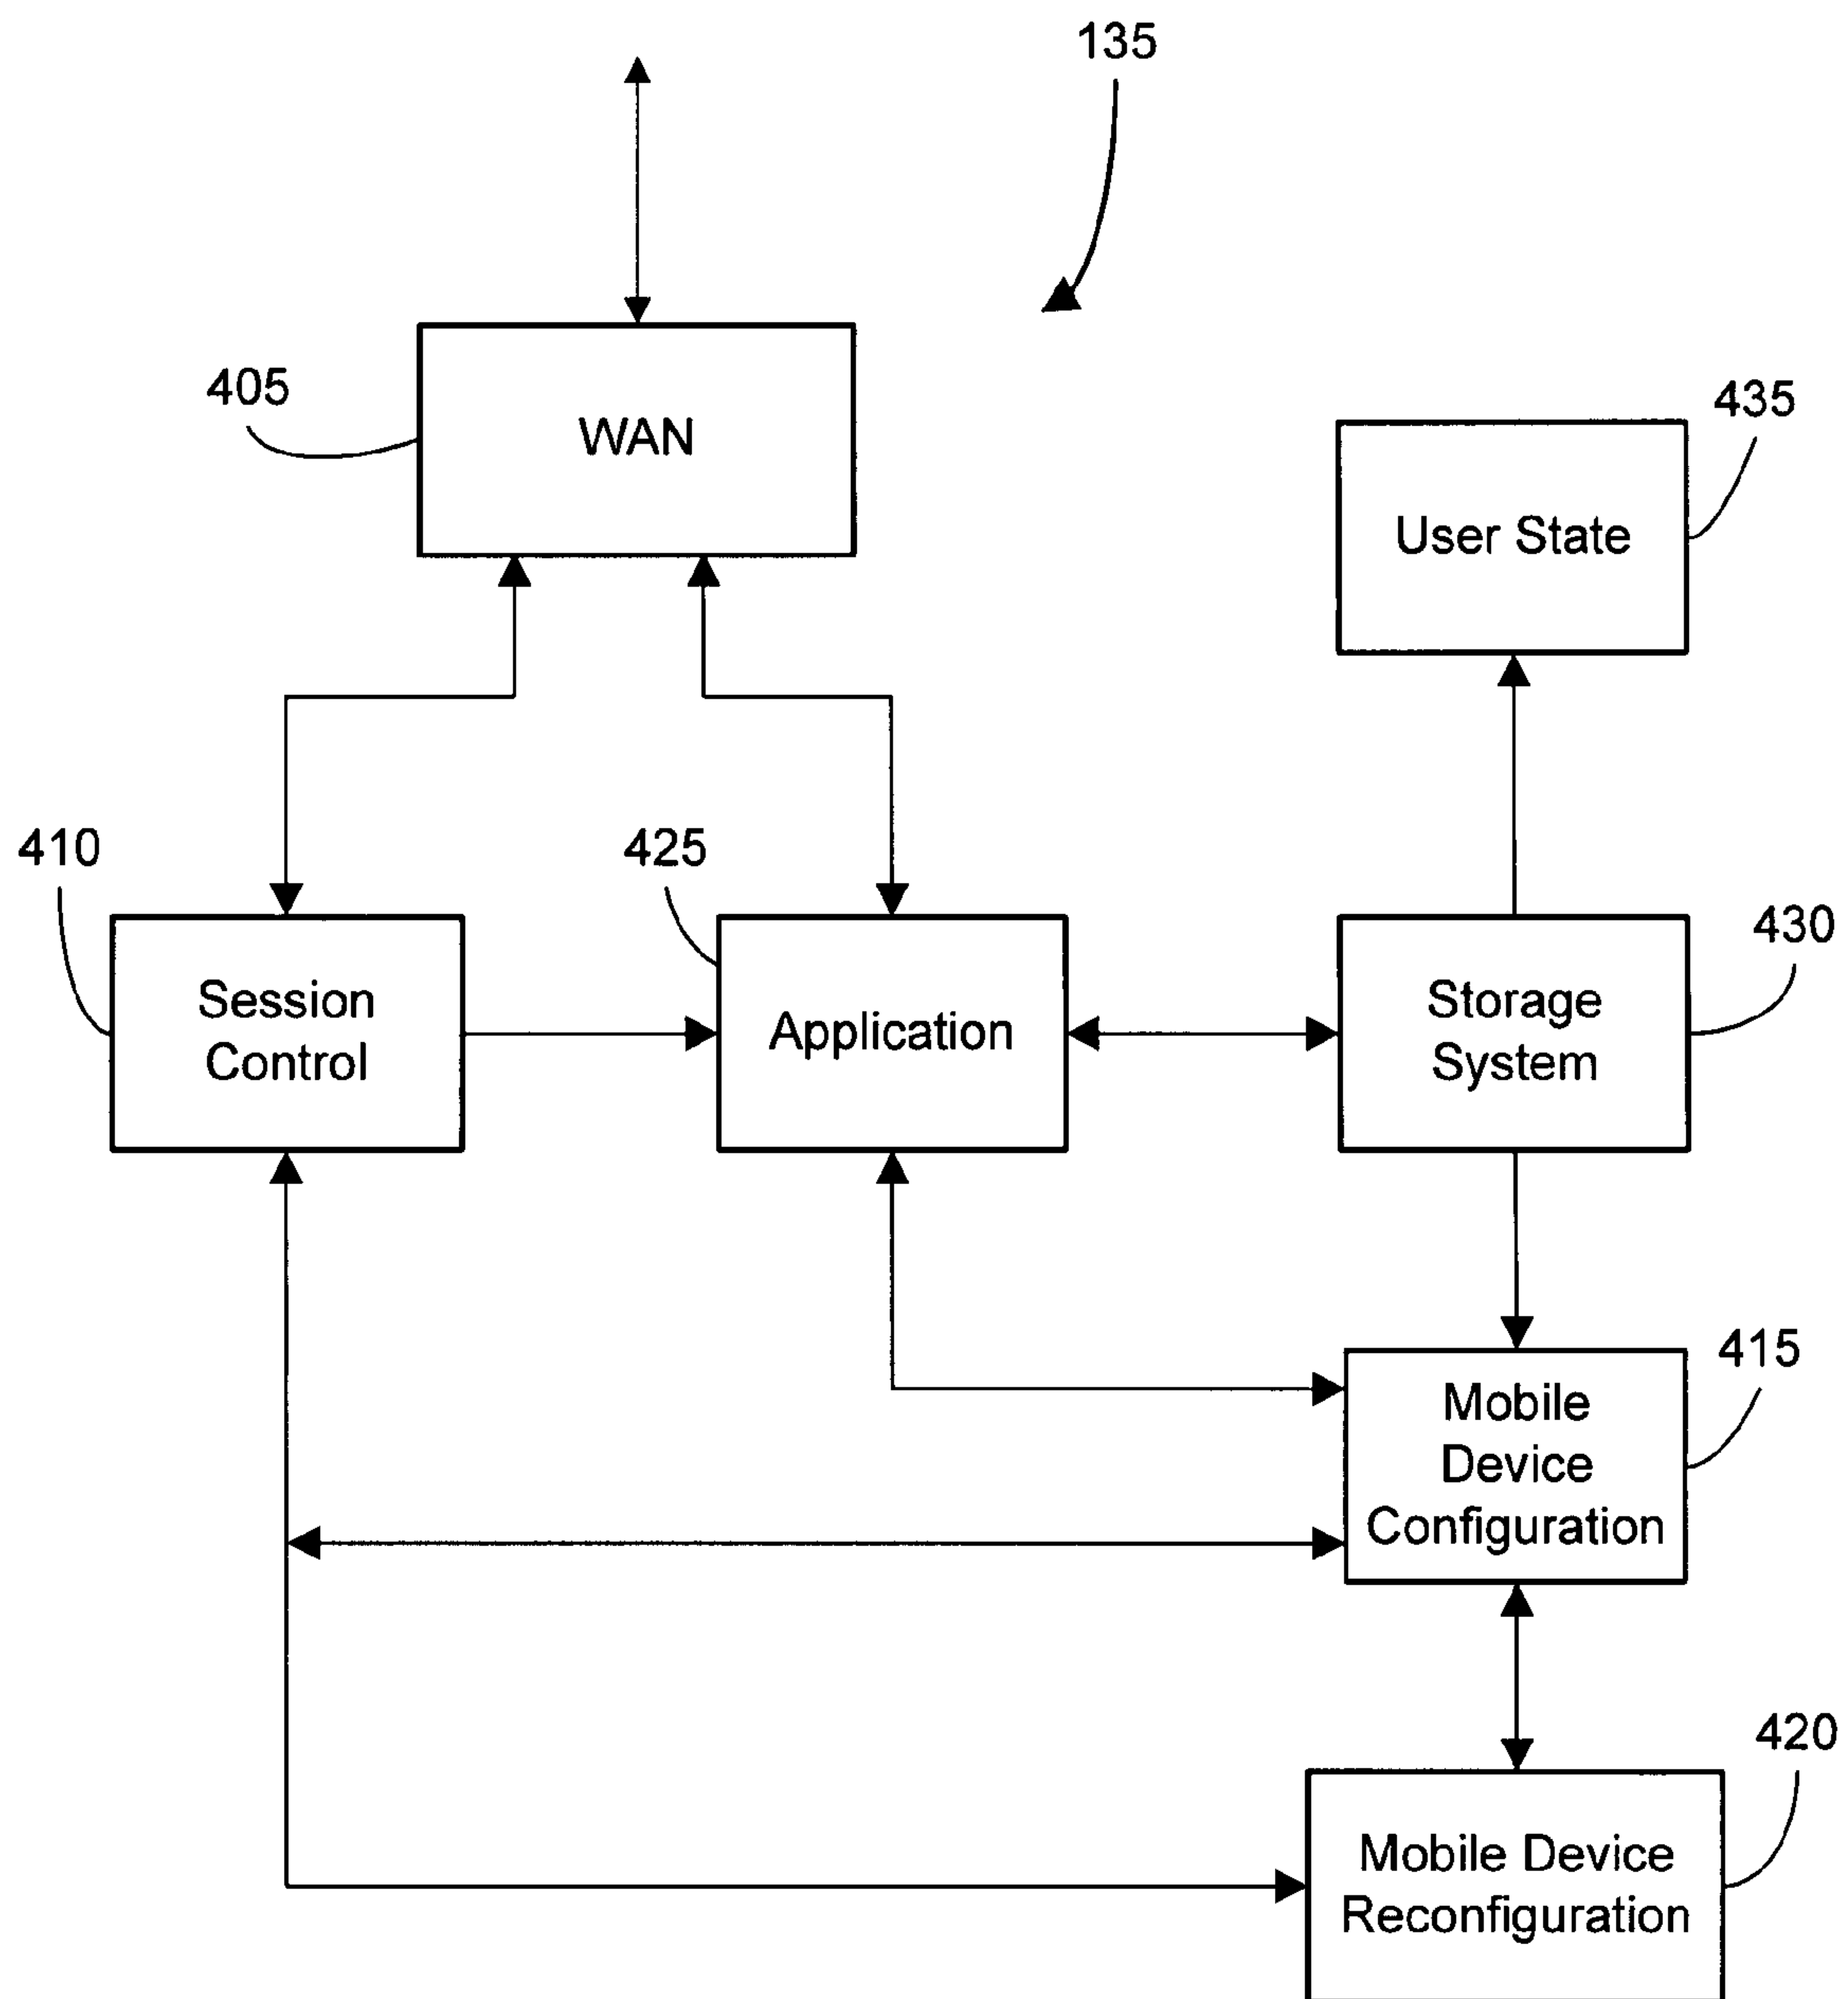 135
405
WAN
435
User State
410
425
430
Session
Control
Application
Storage
System
415
Mobile
Device
Configuration
420
Mobile Device
Reconfiguration